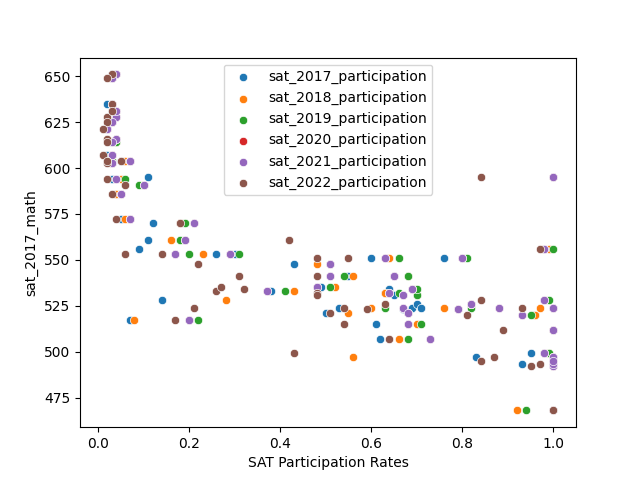 sat_2017_participation
sat_2018_participation
sat_2019_participation
sat_2020_participation
sat_2021_participation
sat_2022_participation
650
625
600
575
550
525
500
475
sat_2017_math
0.0 0.2 0.4 0.6 0.8 1.0
SAT Participation Rates